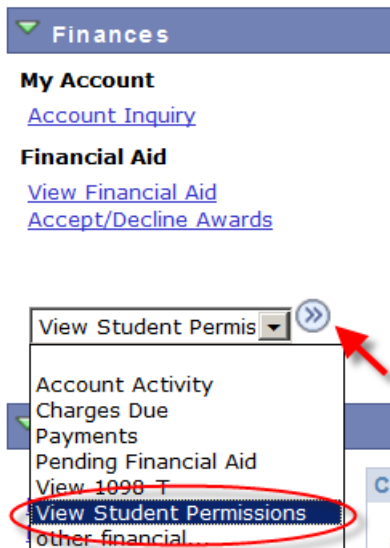 Finances
My Account
Account Inquiry
Financial Aid
View Financial Aid
Accept/Decline Awards
View Student Permis
Account Activity
Charges Due
Payments
Pending Financial Aid
View 1098-T
C
View Student Permissions
other financial...